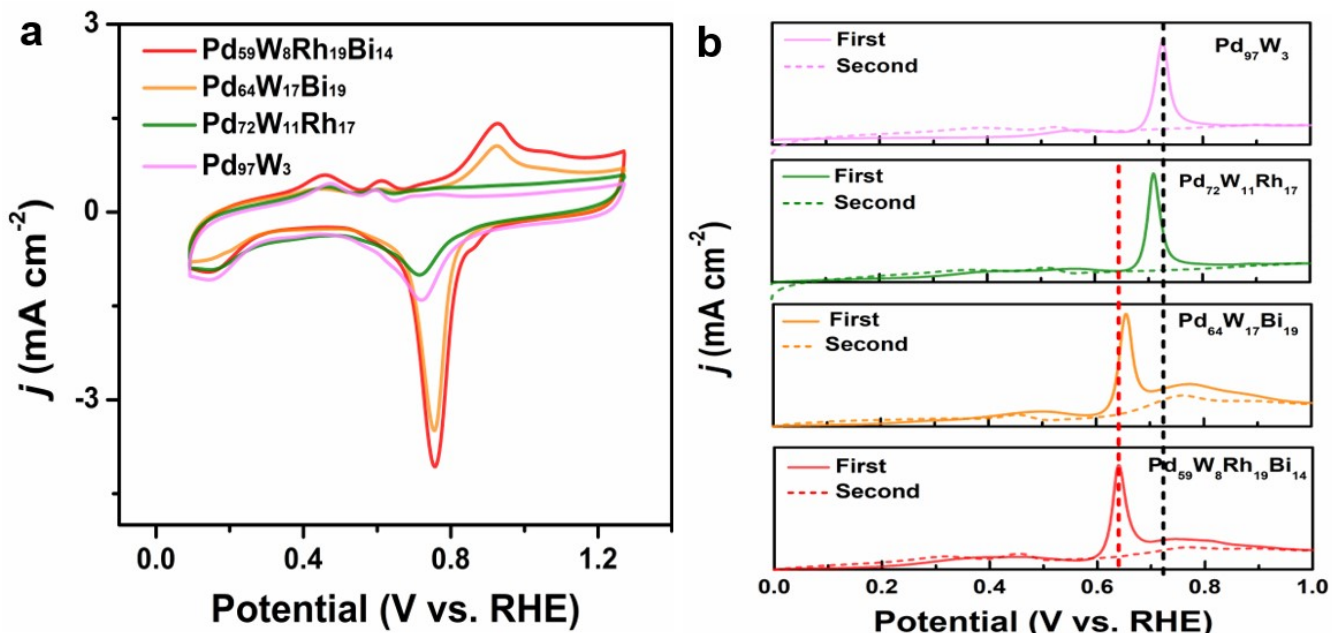 a
3
0
-3
j (mA cm⁻²)
Pd₅₉W₈Rh₁₉Bi₁₄
Pd₆₄W₁₇Bi₁₉
Pd₇₂W₁₁Rh₁₇
Pd₉₇W₃
0.0 0.4 0.8 1.2
Potential (V vs. RHE)
b
j (mA cm⁻²)
First
Second
Pd₉₇W₃
First
Second
Pd₇₂W₁₁Rh₁₇
First
Second
Pd₆₄W₁₇Bi₁₉
First
Second
Pd₅₉W₈Rh₁₉Bi₁₄
0.0 0.2 0.4 0.6 0.8 1.0
Potential (V vs. RHE)